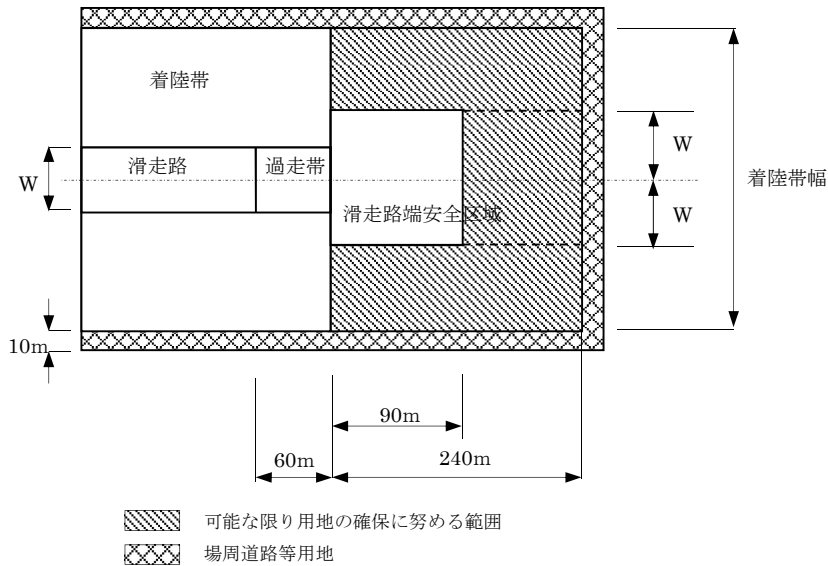 着陸帯
滑走路
過走帯
W
滑走路端安全区域
W
W
着陸帯幅
10m
90m
60m
240m
可能な限り用地の確保に努める範囲
場周道路等用地